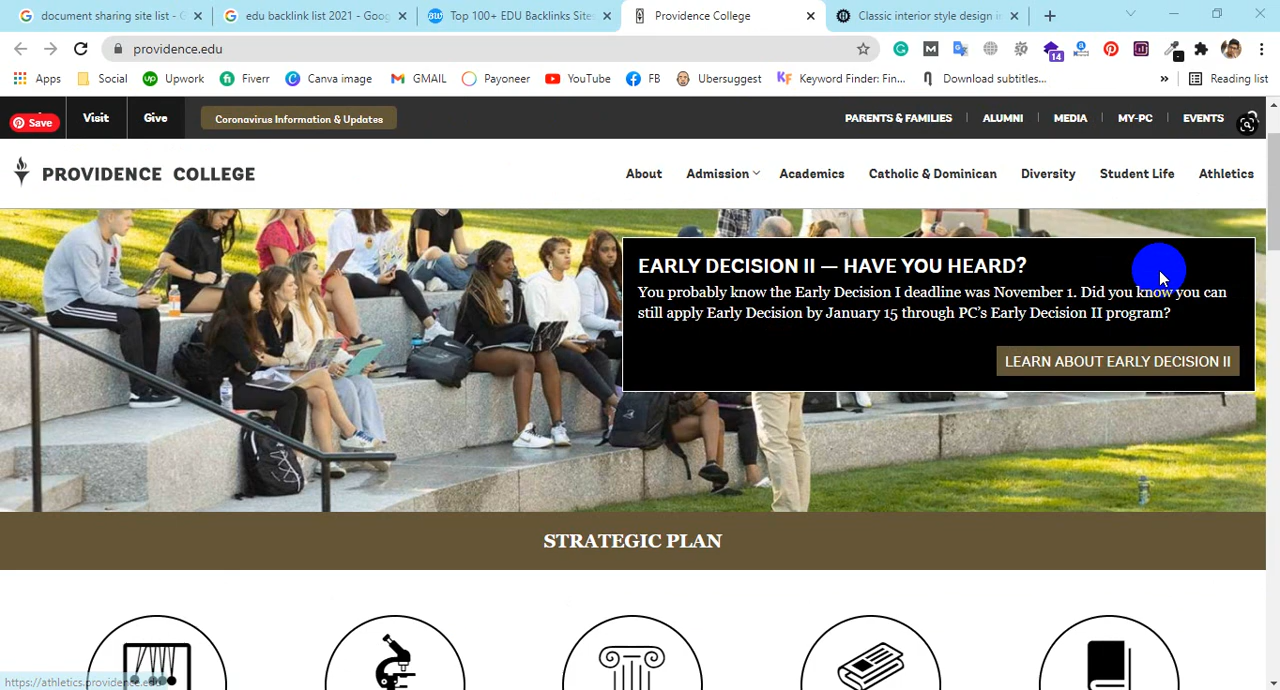 document sharing site list - G
edu backlink list 2021 - Goog
Top 100+ EDU Backlinks Sites
Providence College
Classic interior style design in
providence.edu
14
Apps
Social
Upwork
Fiverr
Canva image
GMAIL
Payoneer
YouTube
FB
Ubersuggest
Keyword Finder: Fin...
Download subtitles...
»
Reading list
Save
Visit
Give
Coronavirus Information & Updates
PARENTS & FAMILIES
ALUMNI
MEDIA
MY-PC
EVENTS
PROVIDENCE COLLEGE
About
Admission
Academics
Catholic & Dominican
Diversity
Student Life
Athletics
EARLY DECISION II — HAVE YOU HEARD?
You probably know the Early Decision I deadline was November 1. Did you know you can
still apply Early Decision by January 15 through PC's Early Decision II program?
LEARN ABOUT EARLY DECISION II
STRATEGIC PLAN
https://athletics.providence.edu